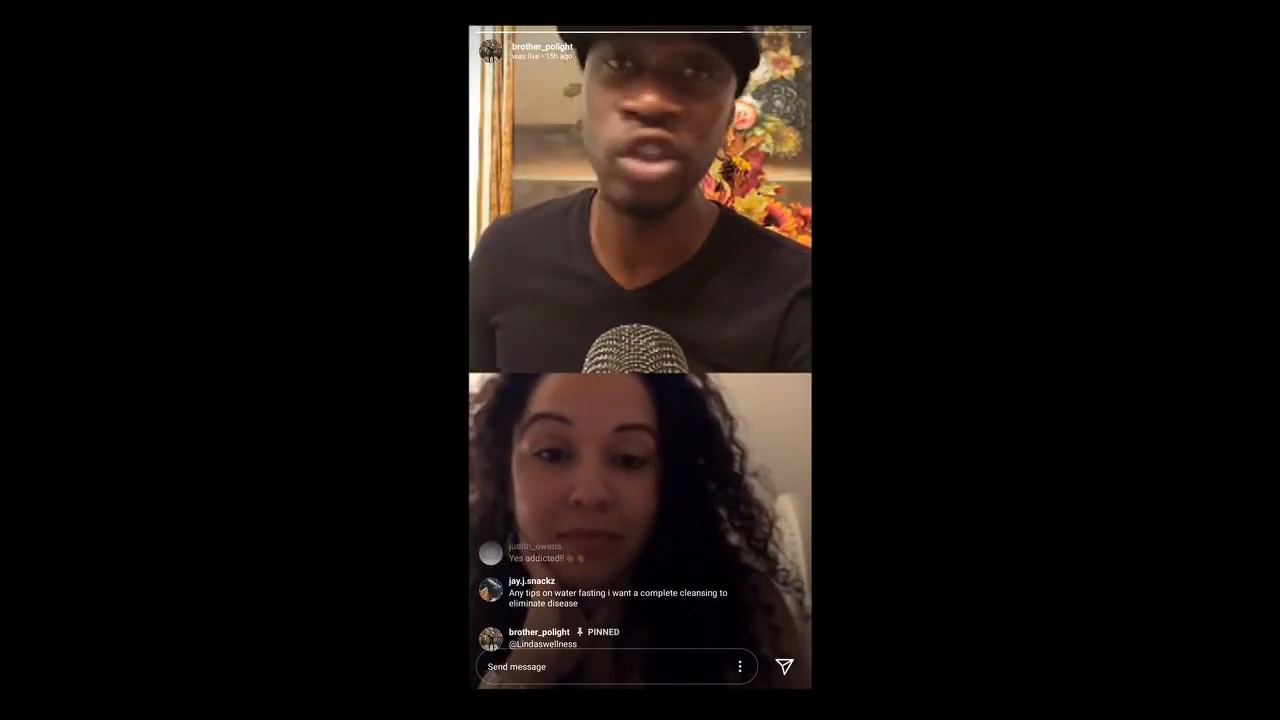 brother_polight
was live • 15h ago
judith_owens
Yes addicted!!👏🏾👏🏾
jay.j.snackz
Any tips on water fasting i want a complete cleansing to
eliminate disease
brother_polight PINNED
@Lindaswellness
Send message